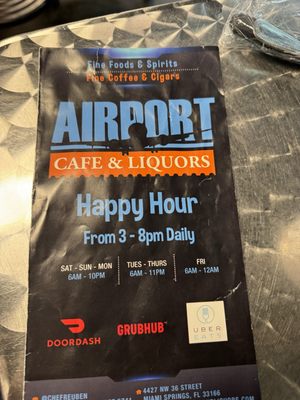 Fine Foods & Spirits
Fine Coffee & Cigars
AIRPORT
CAFE & LIQUORS
Happy Hour
From 3 - 8pm Daily
SAT - SUN - MON
6AM - 10PM
TUES - THURS
6AM - 11PM
FRI
6AM - 12AM
DOORDASH
GRUBHUB
UBER
EATS
@CHEFREUBEN
4427 NW 36 STREET
MIAMI SPRINGS, FL 33166